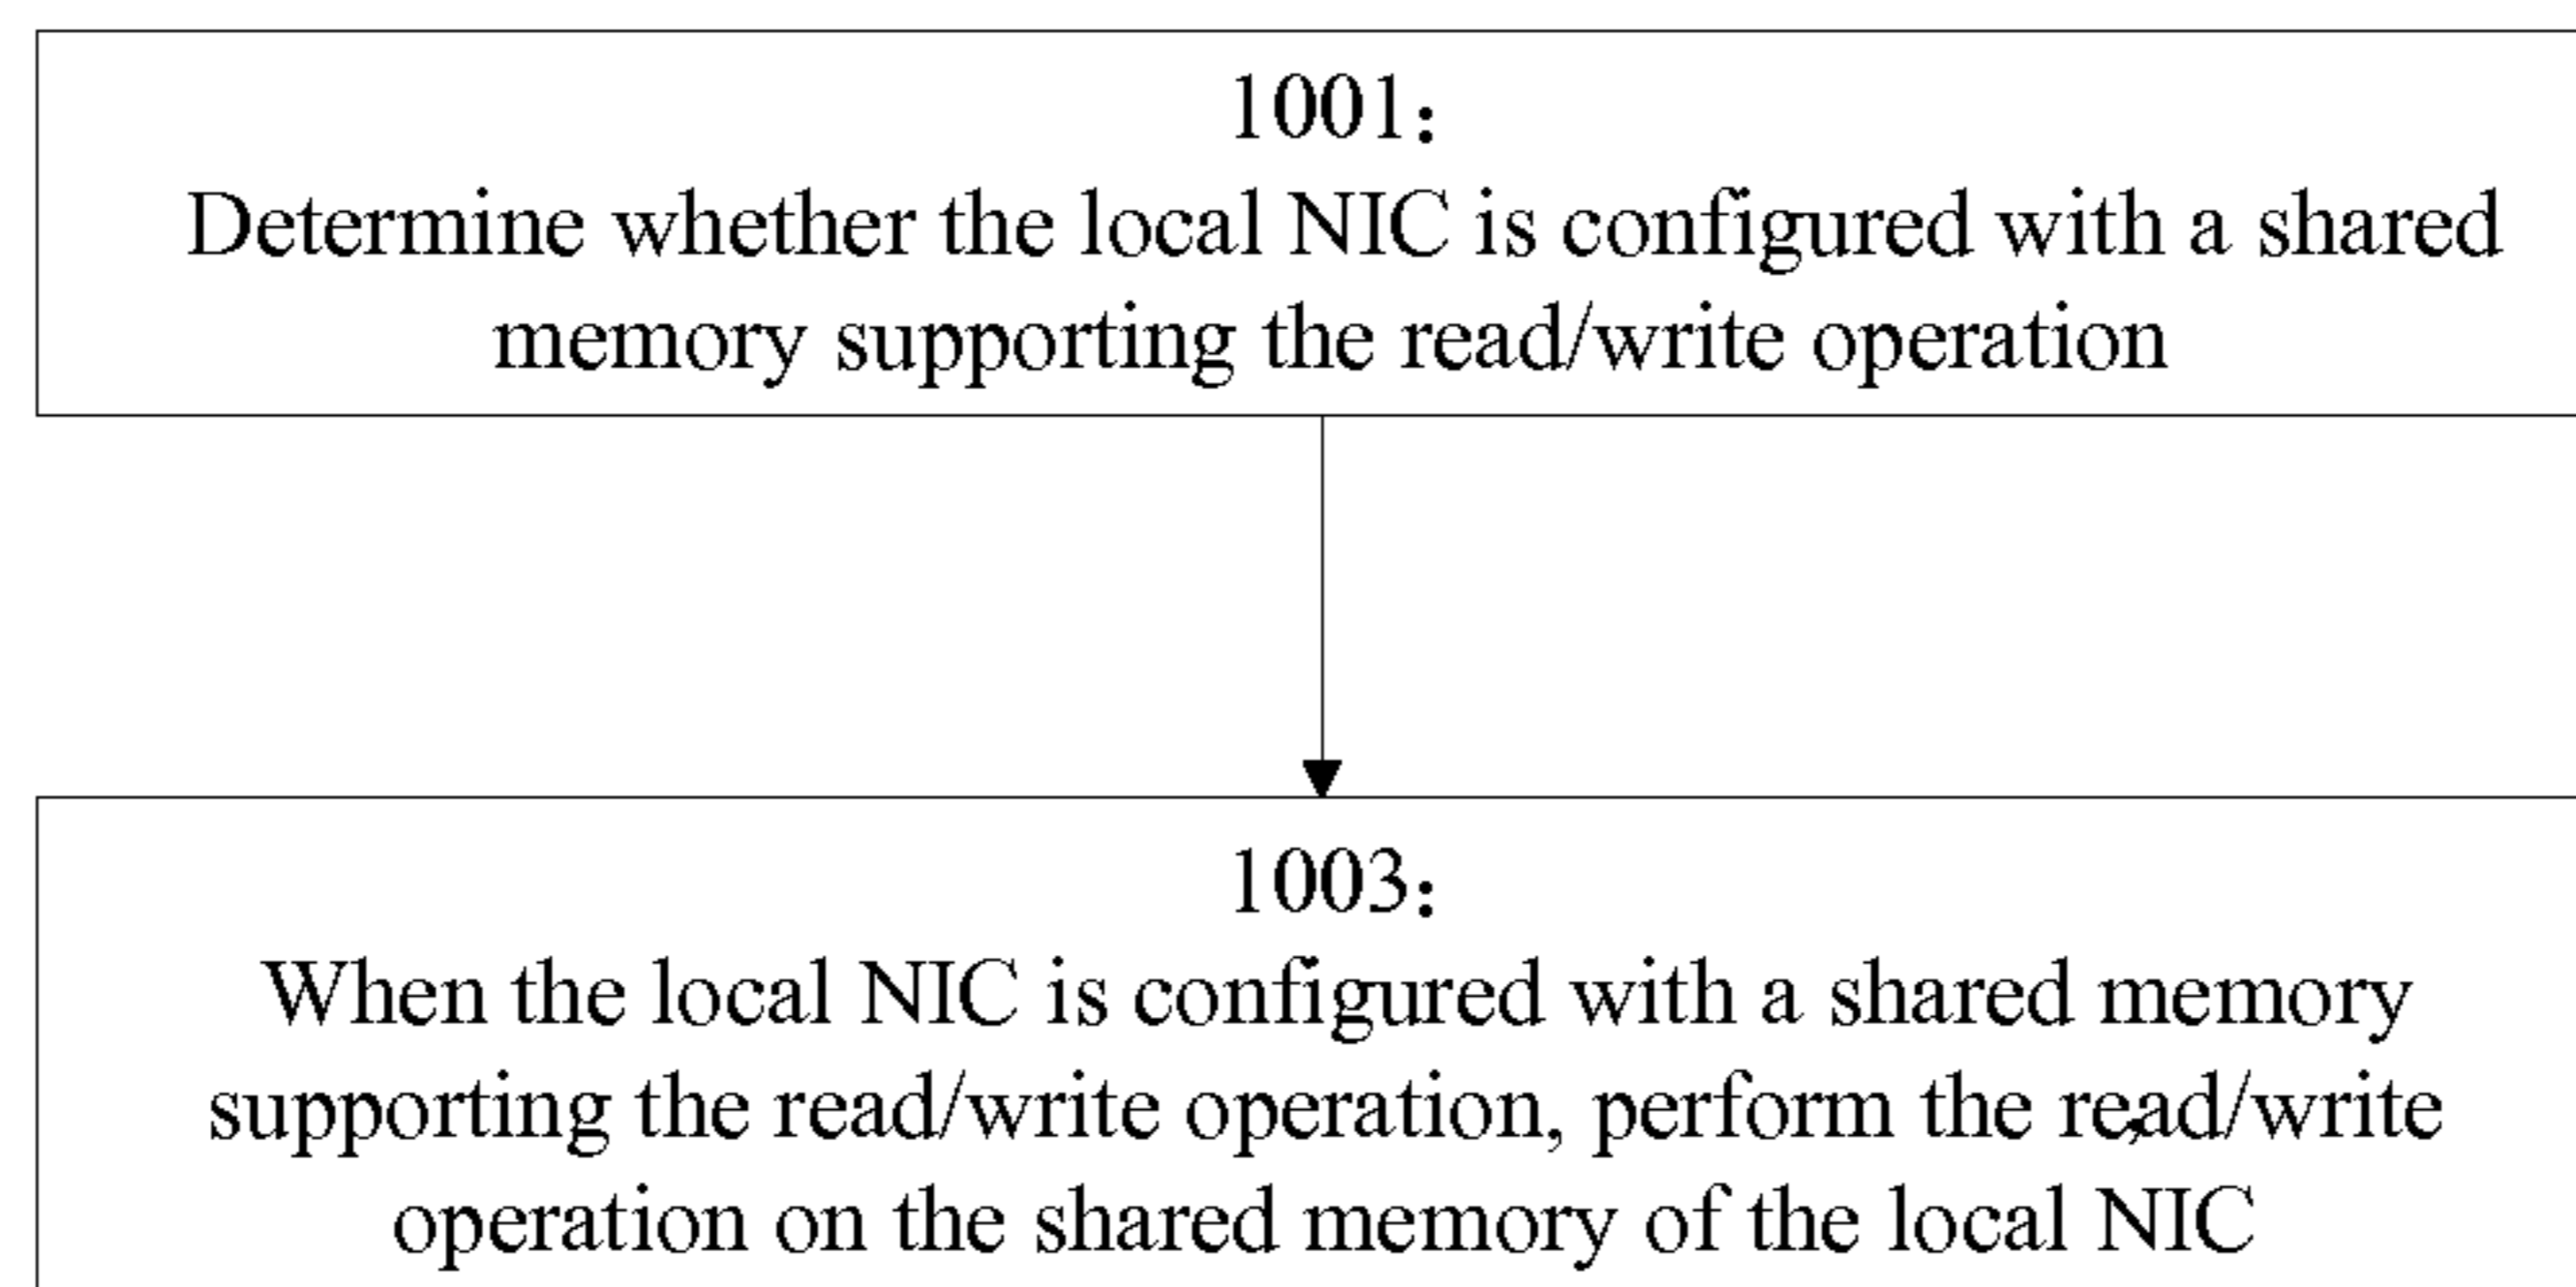 1001:
Determine whether the local NIC is configured with a shared
memory supporting the read/write operation
1003:
When the local NIC is configured with a shared memory
supporting the read/write operation, perform the read/write
operation on the shared memory of the local NIC